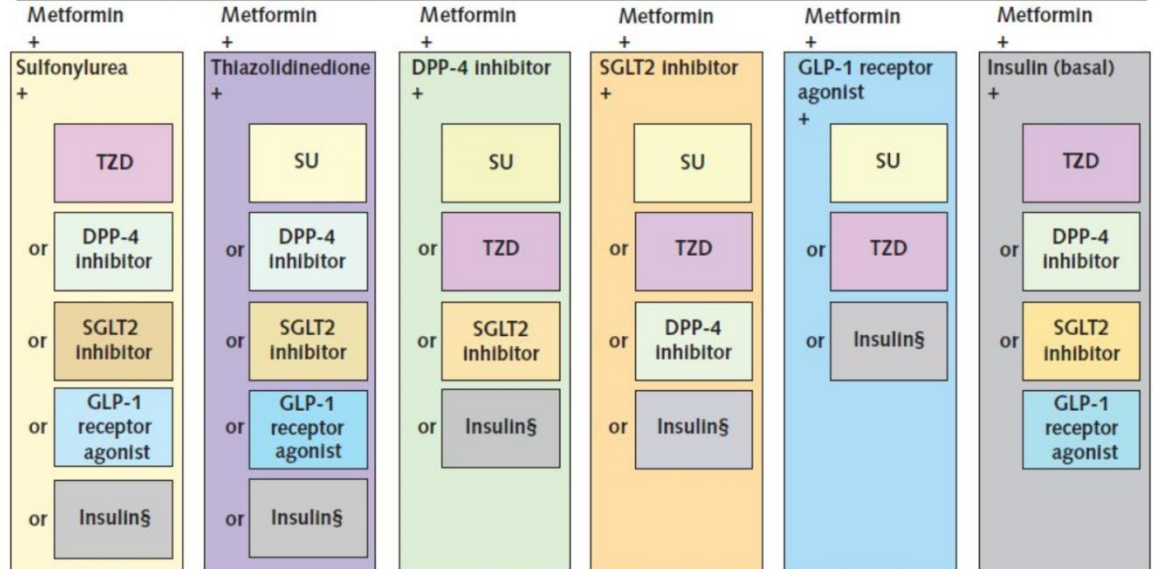 Metformin
+
Sulfonylurea
+
TZD
or
DPP-4
inhibitor
or
SGLT2
inhibitor
or
GLP-1
receptor
agonist
or
Insulin§
Metformin
+
Thiazolidinedione
+
SU
or
DPP-4
inhibitor
or
SGLT2
inhibitor
or
GLP-1
receptor
agonist
or
Insulin§
Metformin
+
DPP-4 inhibitor
+
SU
or
TZD
or
SGLT2
inhibitor
or
Insulin§
Metformin
+
SGLT2 inhibitor
+
SU
or
TZD
or
DPP-4
inhibitor
or
Insulin§
Metformin
+
GLP-1 receptor
agonist
+
SU
or
TZD
or
Insulin§
Metformin
+
Insulin (basal)
+
TZD
or
DPP-4
inhibitor
or
SGLT2
inhibitor
GLP-1
receptor
agonist